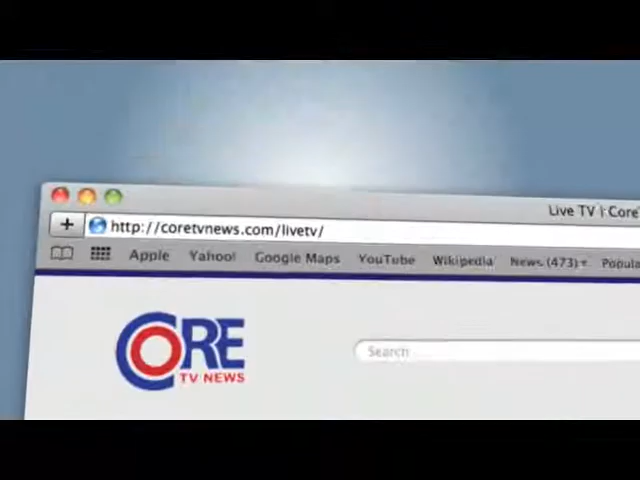 Live TV | Core
http://coretvnews.com/livetv/
Apple Yahoo! Google Maps YouTube Wikipedia News (473) Popula
CORE
TV NEWS
Search